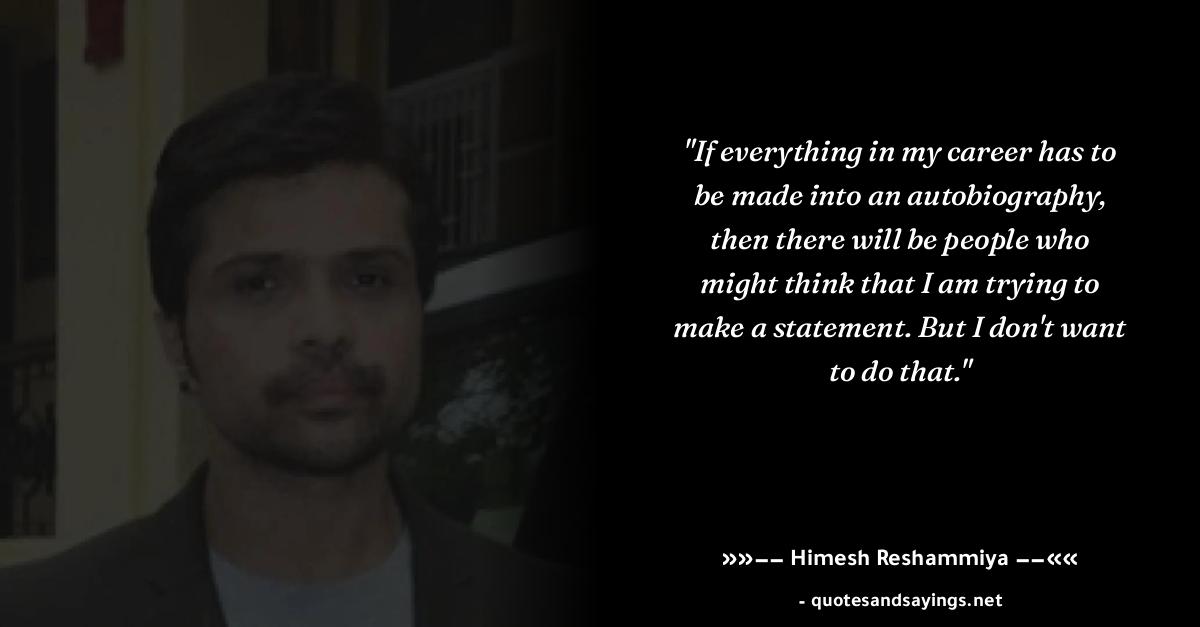 "If everything in my career has to
be made into an autobiography,
then there will be people who
might think that I am trying to
make a statement. But I don't want
to do that."
»»−− Himesh Reshammiya −−««
- quotesandsayings.net